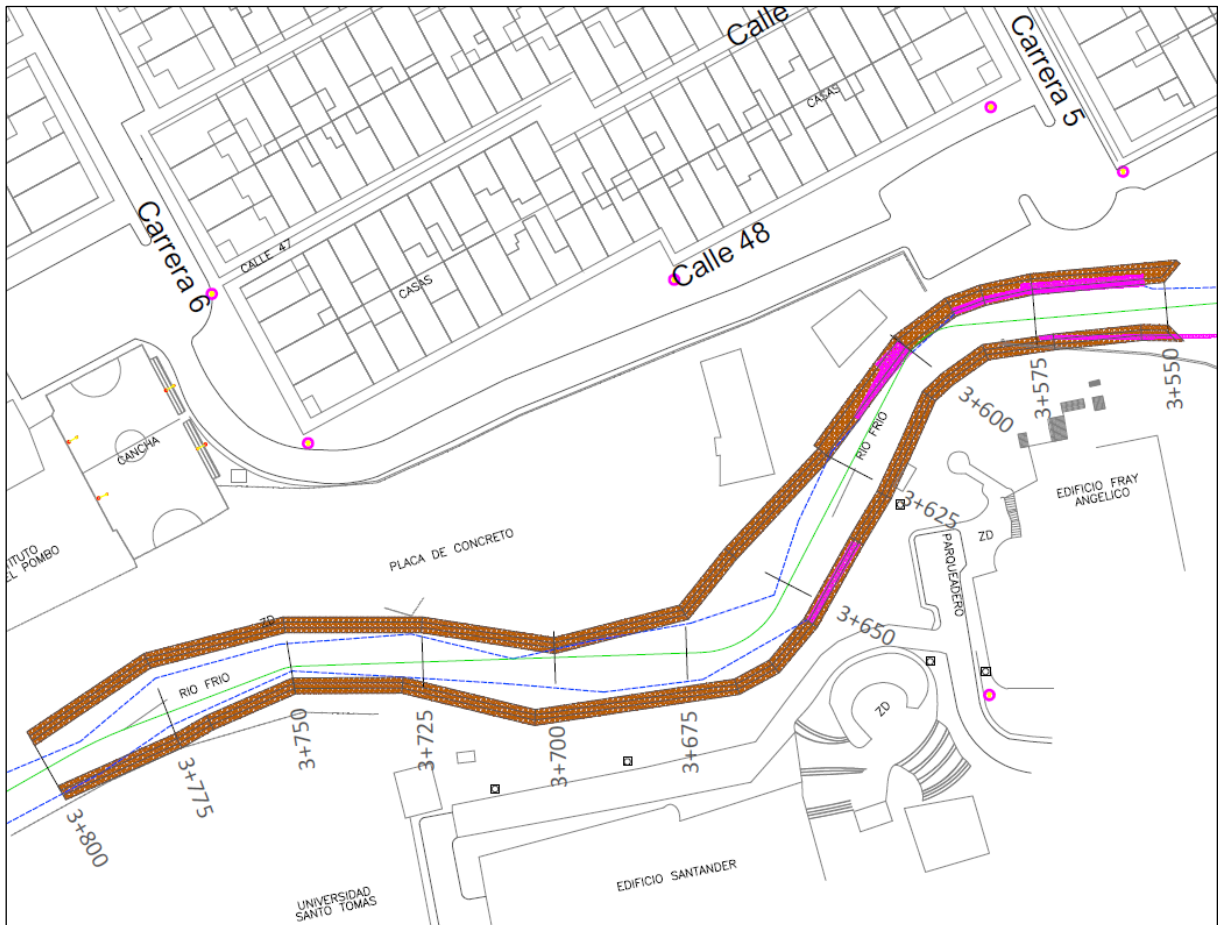 Calle
Carrera 5
CASAS
Carrera 6
CALLE 47
CASAS
Calle 48
CANCHA
TITUTO
EL POMBO
PLACA DE CONCRETO
RIO FRIO
3+550
3+575
3+600
3+625
3+650
EDIFICIO FRAY
ANGELICO
ZD
PARQUEADERO
ZD
RIO FRIO
ZD
3+675
3+700
3+725
3+750
3+775
3+800
EDIFICIO SANTANDER
UNIVERSIDAD
SANTO TOMAS